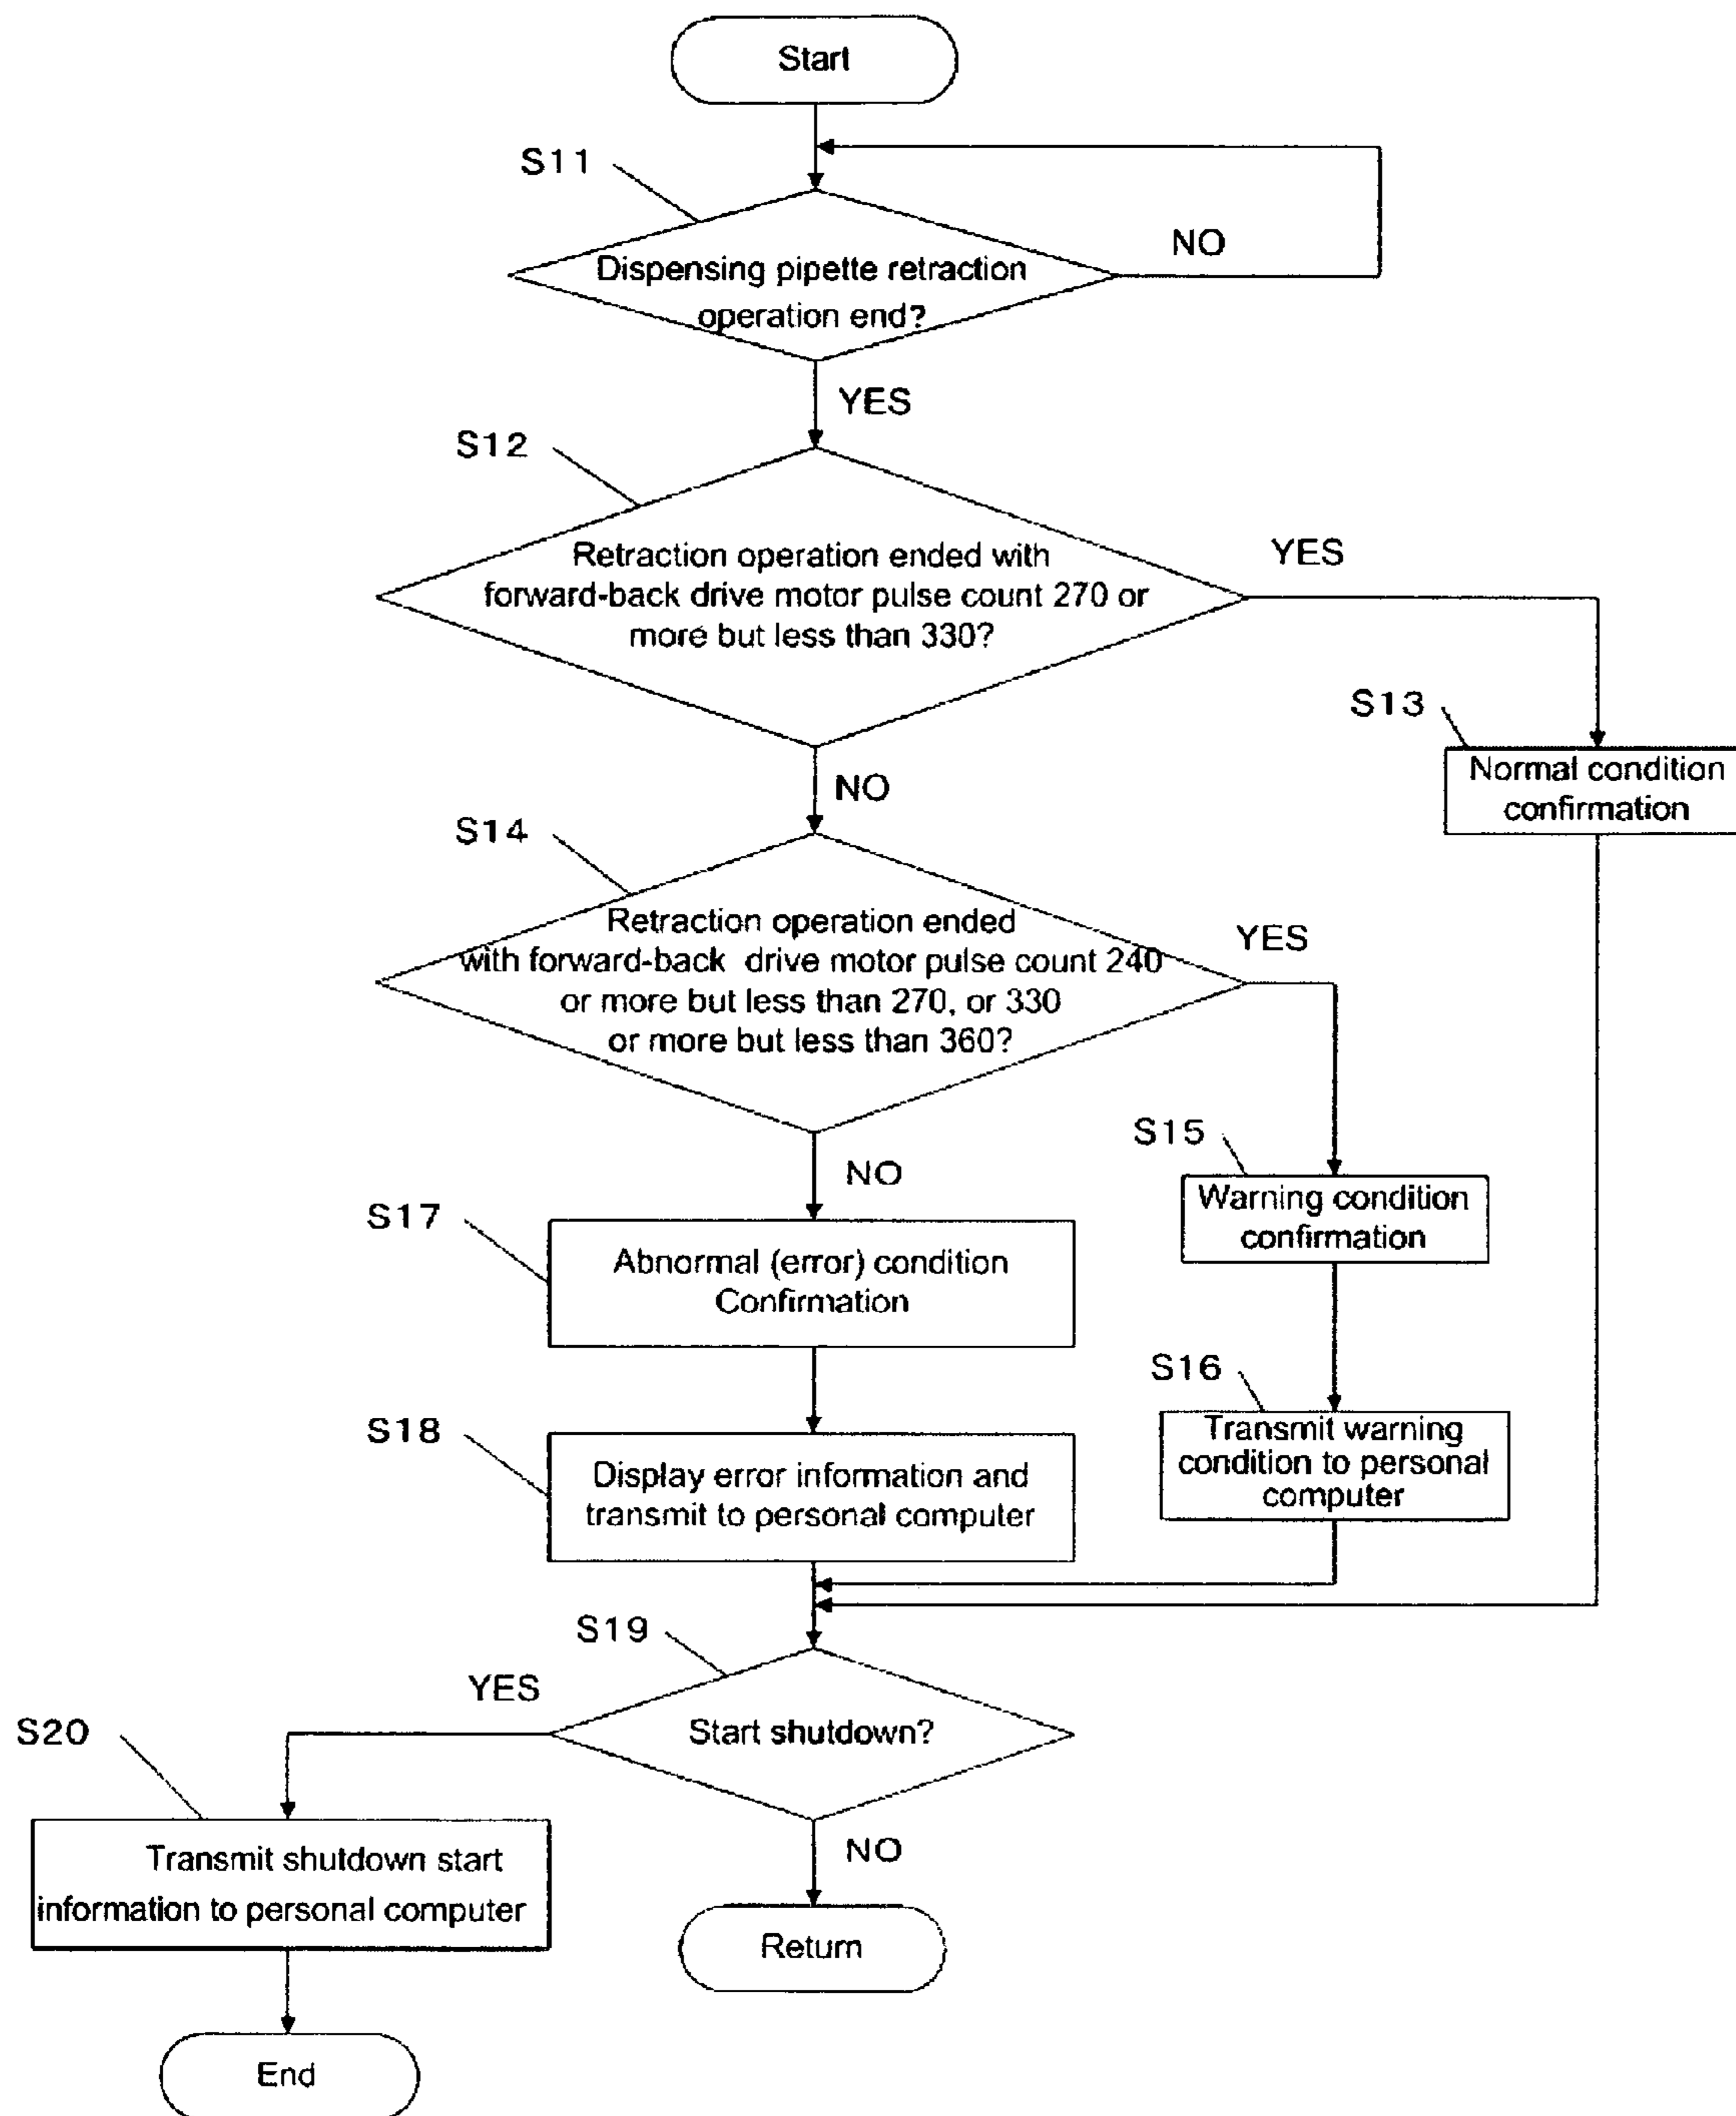 Start
S11
NO
Dispensing pipette retraction
operation end?
YES
S12
Retraction operation ended with
forward-back drive motor pulse count 270 or
more but less than 330?
YES
S13
Normal condition
confirmation
NO
S14
Retraction operation ended
with forward-back drive motor pulse count 240
or more but less than 270, or 330
or more but less than 360?
YES
S15
Warning condition
confirmation
NO
S17
Abnormal (error) condition
Confirmation
S16
Transmit warning
condition to personal
computer
S18
Display error information and
transmit to personal computer
S19
YES
Start shutdown?
S20
Transmit shutdown start
information to personal computer
NO
Return
End